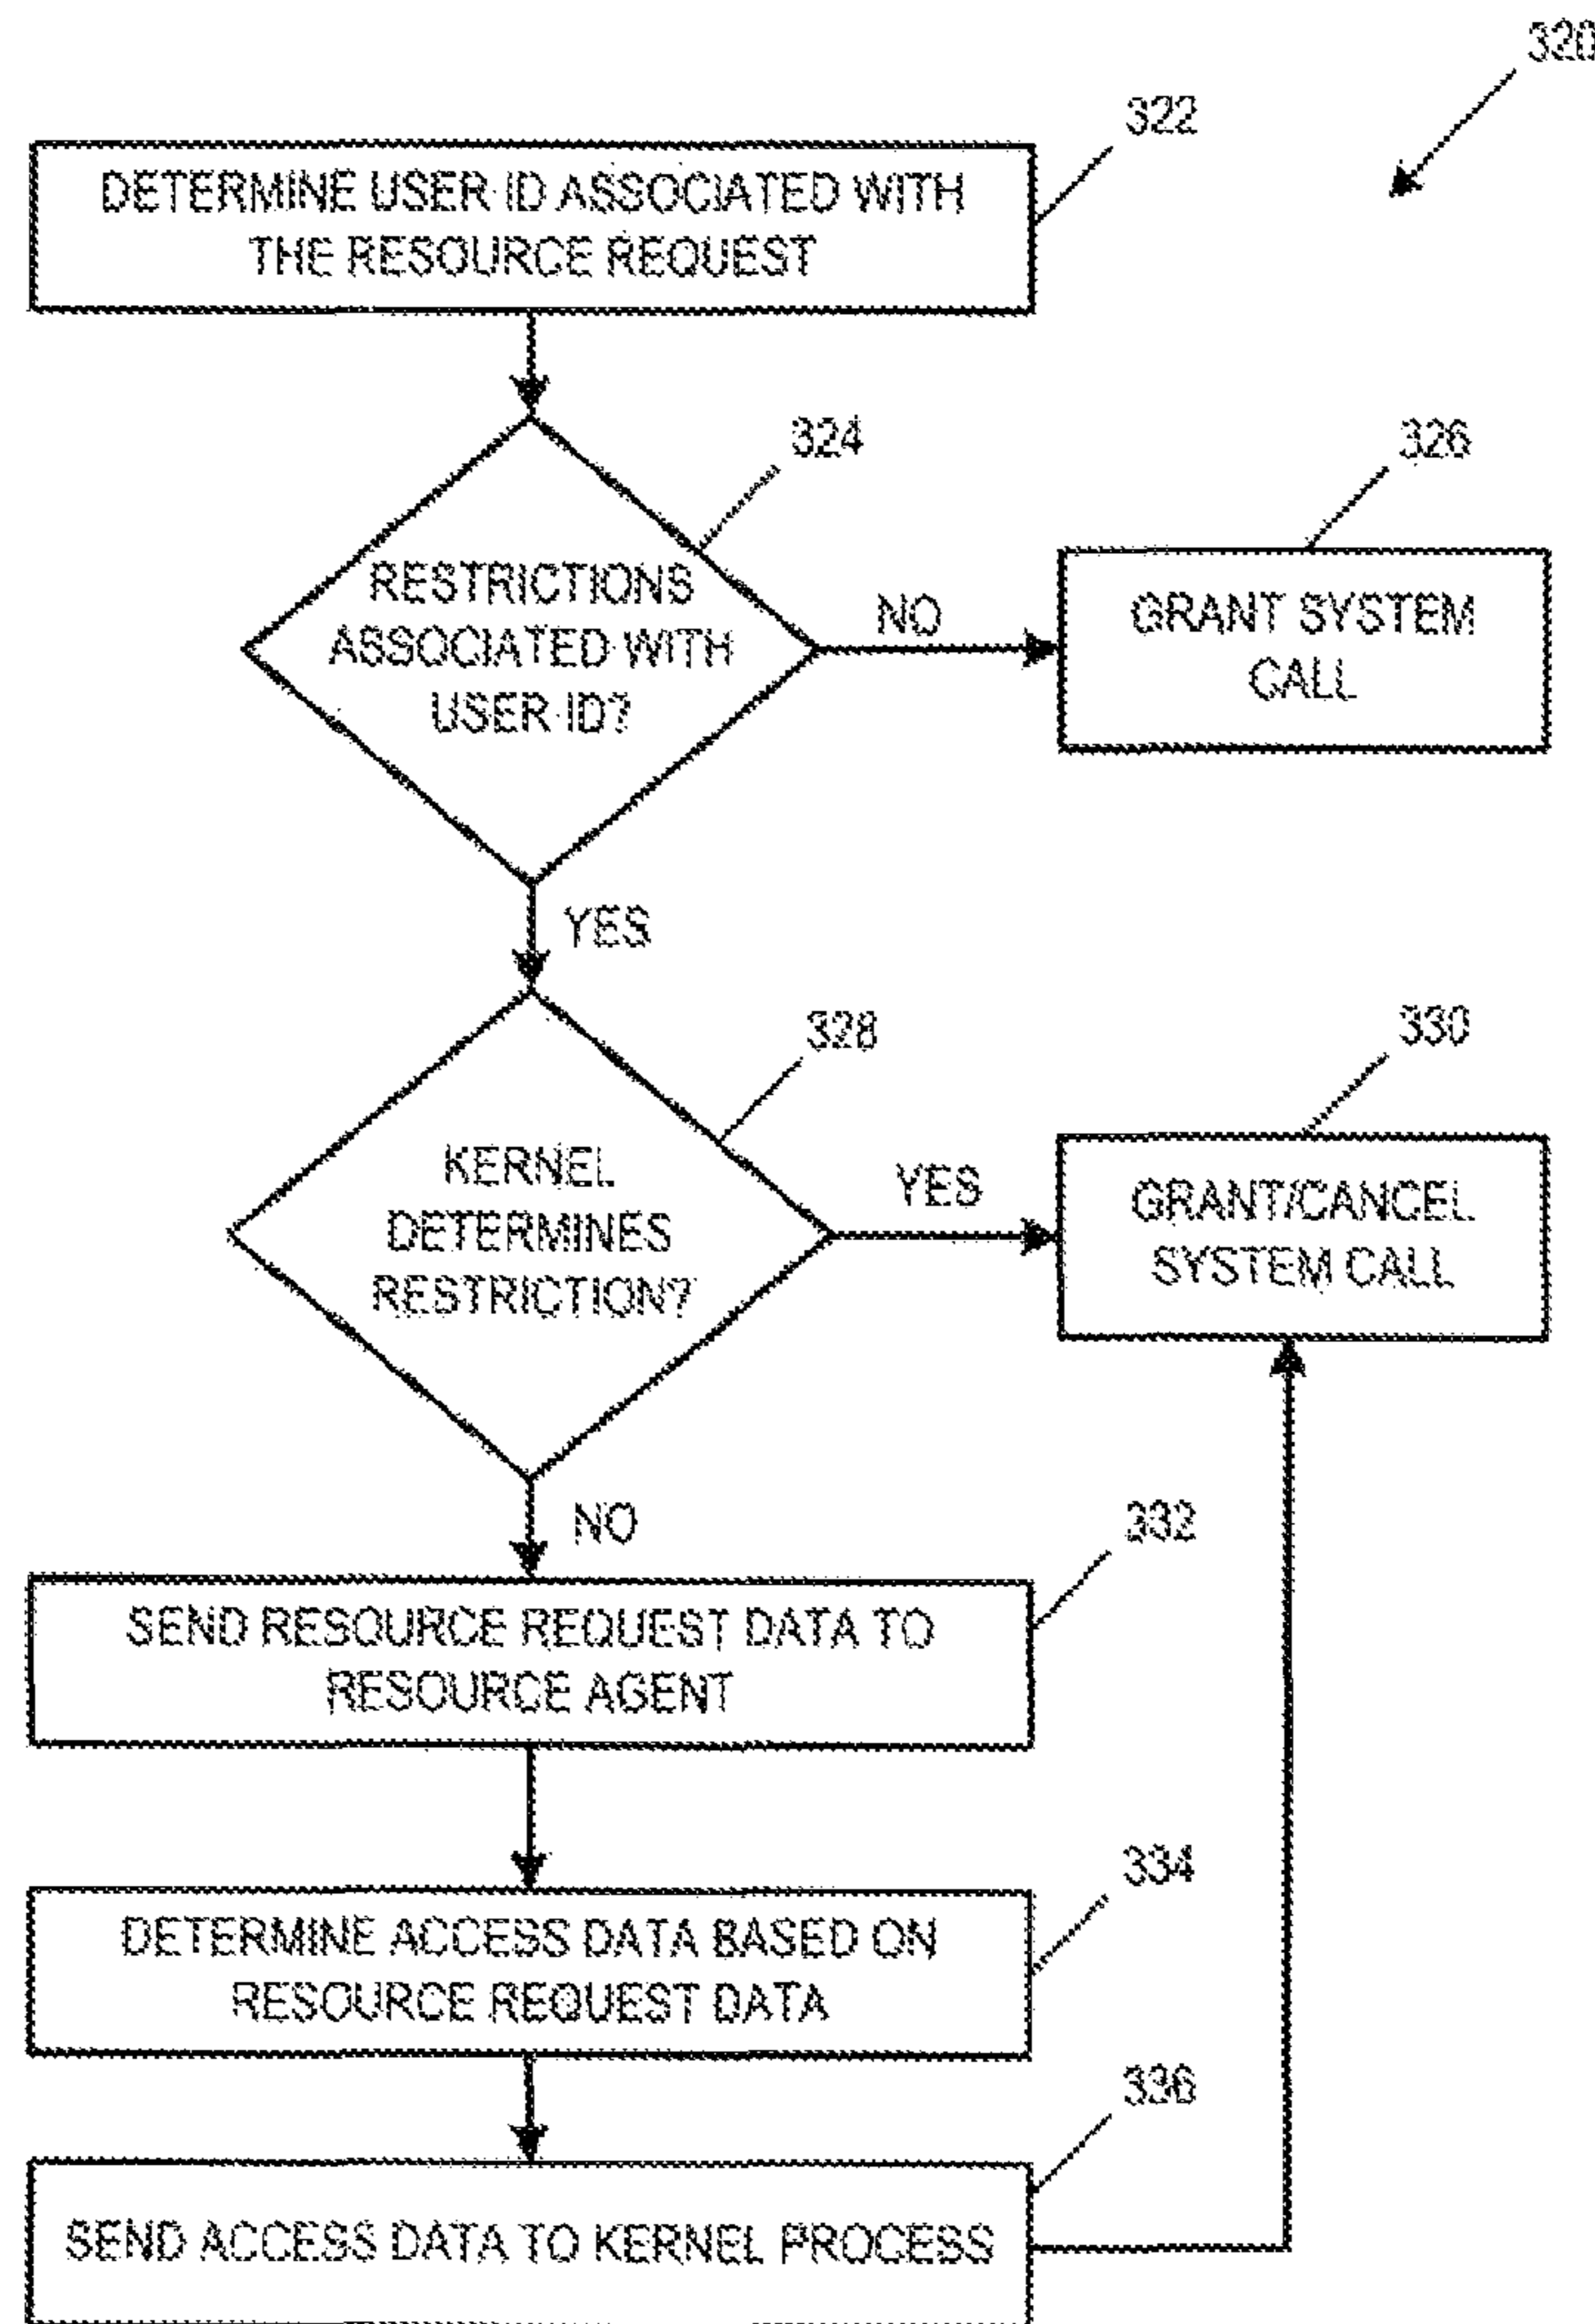 320
322
DETERMINE USER ID ASSOCIATED WITH
THE RESOURCE REQUEST
324
326
RESTRICTIONS
ASSOCIATED WITH
USER ID?
NO
GRANT SYSTEM
CALL
YES
328
330
KERNEL
DETERMINES
RESTRICTION?
YES
GRANT/CANCEL
SYSTEM CALL
NO
332
SEND RESOURCE REQUEST DATA TO
RESOURCE AGENT
334
DETERMINE ACCESS DATA BASED ON
RESOURCE REQUEST DATA
336
SEND ACCESS DATA TO KERNEL PROCESS